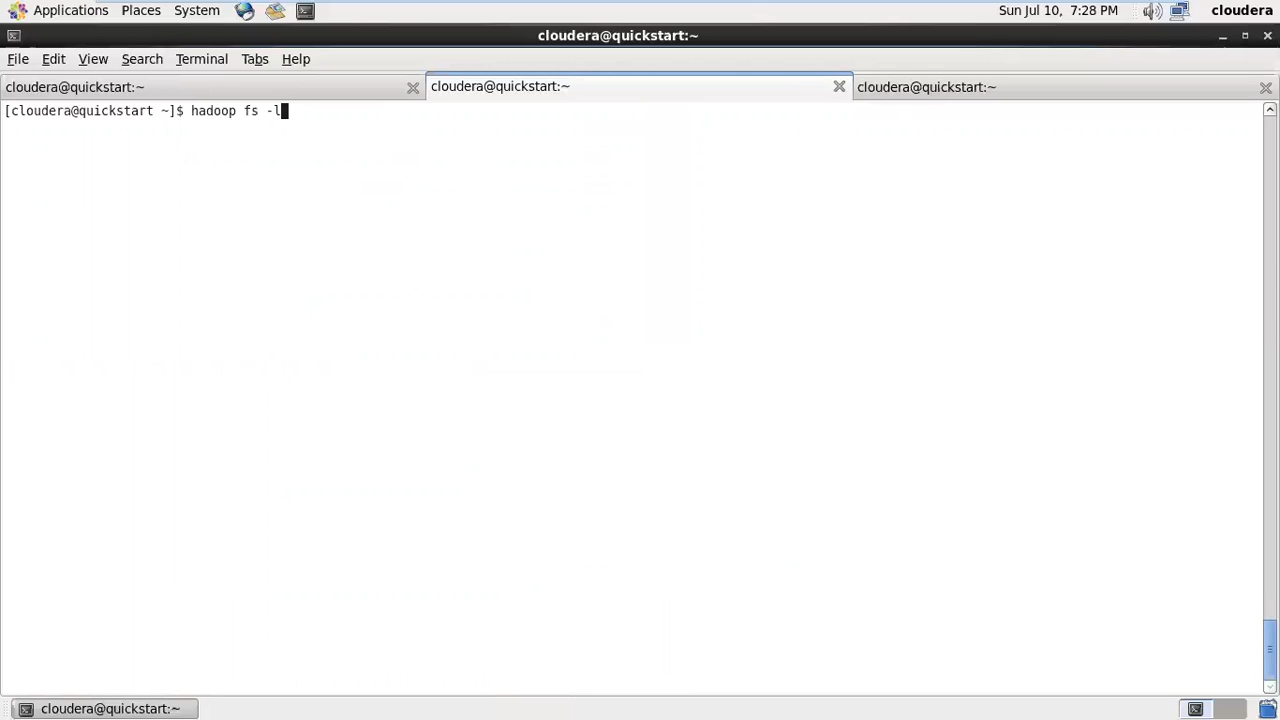 Applications Places System Sun Jul 10, 7:28 PM cloudera
cloudera@quickstart:~
File Edit View Search Terminal Tabs Help
cloudera@quickstart:~ cloudera@quickstart:~ cloudera@quickstart:~
[cloudera@quickstart ~]$ hadoop fs -l
cloudera@quickstart:~